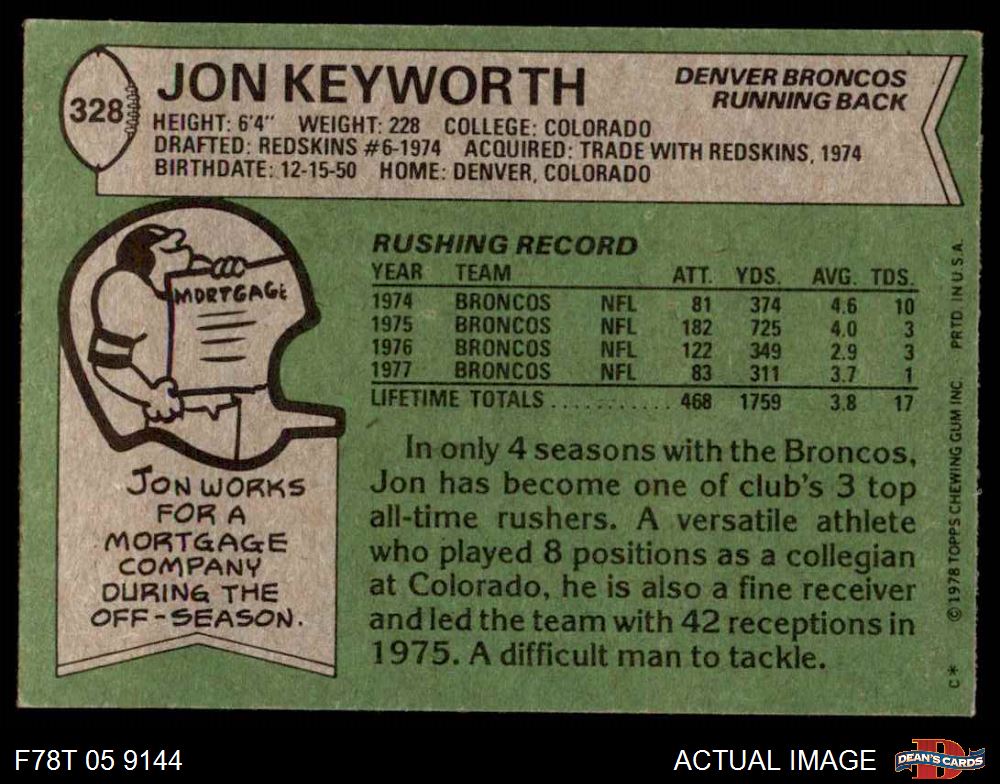 328
JON KEYWORTH
DENVER BRONCOS
RUNNING BACK
HEIGHT: 6'4" WEIGHT: 228 COLLEGE: COLORADO
DRAFTED: REDSKINS #6-1974 ACQUIRED: TRADE WITH REDSKINS, 1974
BIRTHDATE: 12-15-50 HOME: DENVER, COLORADO
MORTGAGE
JON WORKS
FOR A
MORTGAGE
COMPANY
DURING THE
OFF-SEASON.
RUSHING RECORD
YEAR TEAM ATT. YDS. AVG. TDS.
1974 BRONCOS NFL 81 374 4.6 10
1975 BRONCOS NFL 182 725 4.0 3
1976 BRONCOS NFL 122 349 2.9 3
1977 BRONCOS NFL 83 311 3.7 1
LIFETIME TOTALS ........... 468 1759 3.8 17
In only 4 seasons with the Broncos,
Jon has become one of club's 3 top
all-time rushers. A versatile athlete
who played 8 positions as a collegian
at Colorado, he is also a fine receiver
and led the team with 42 receptions in
1975. A difficult man to tackle.
C* ©1978 TOPPS CHEWING GUM INC. PRTD. IN U.S.A.
F78T 05 9144
ACTUAL IMAGE
DEAN'S CARDS